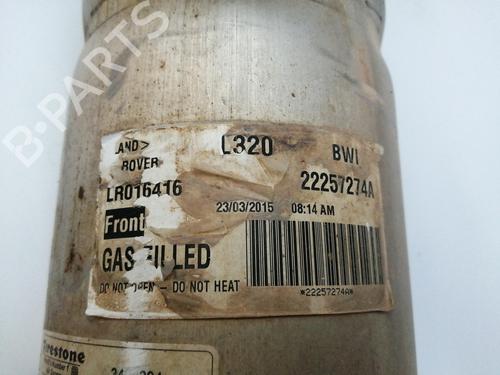 B-PARTS
LAND> L320 BWI
ROVER
LR016416 22257274A
23/03/2015 08:14 AM
Front
GAS FILLED
DO NOT OPEN - DO NOT HEAT
*22257274A*
Firestone